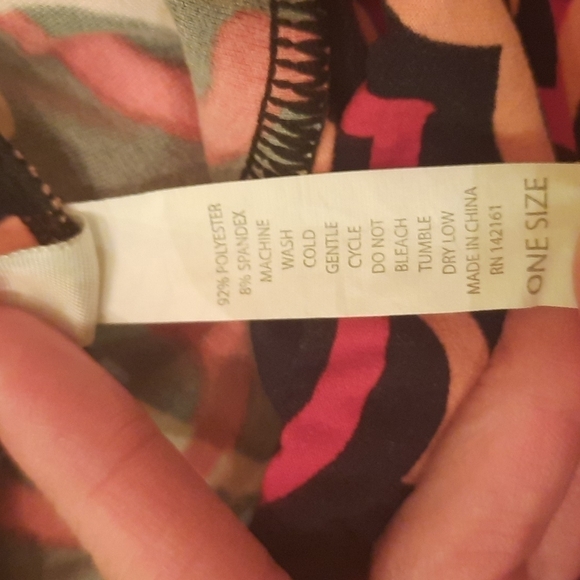 92% POLYESTER
8% SPANDEX
MACHINE
WASH
COLD
GENTLE
CYCLE
DO NOT
BLEACH
TUMBLE
DRY LOW
MADE IN CHINA
RN 142161
ONE SIZE